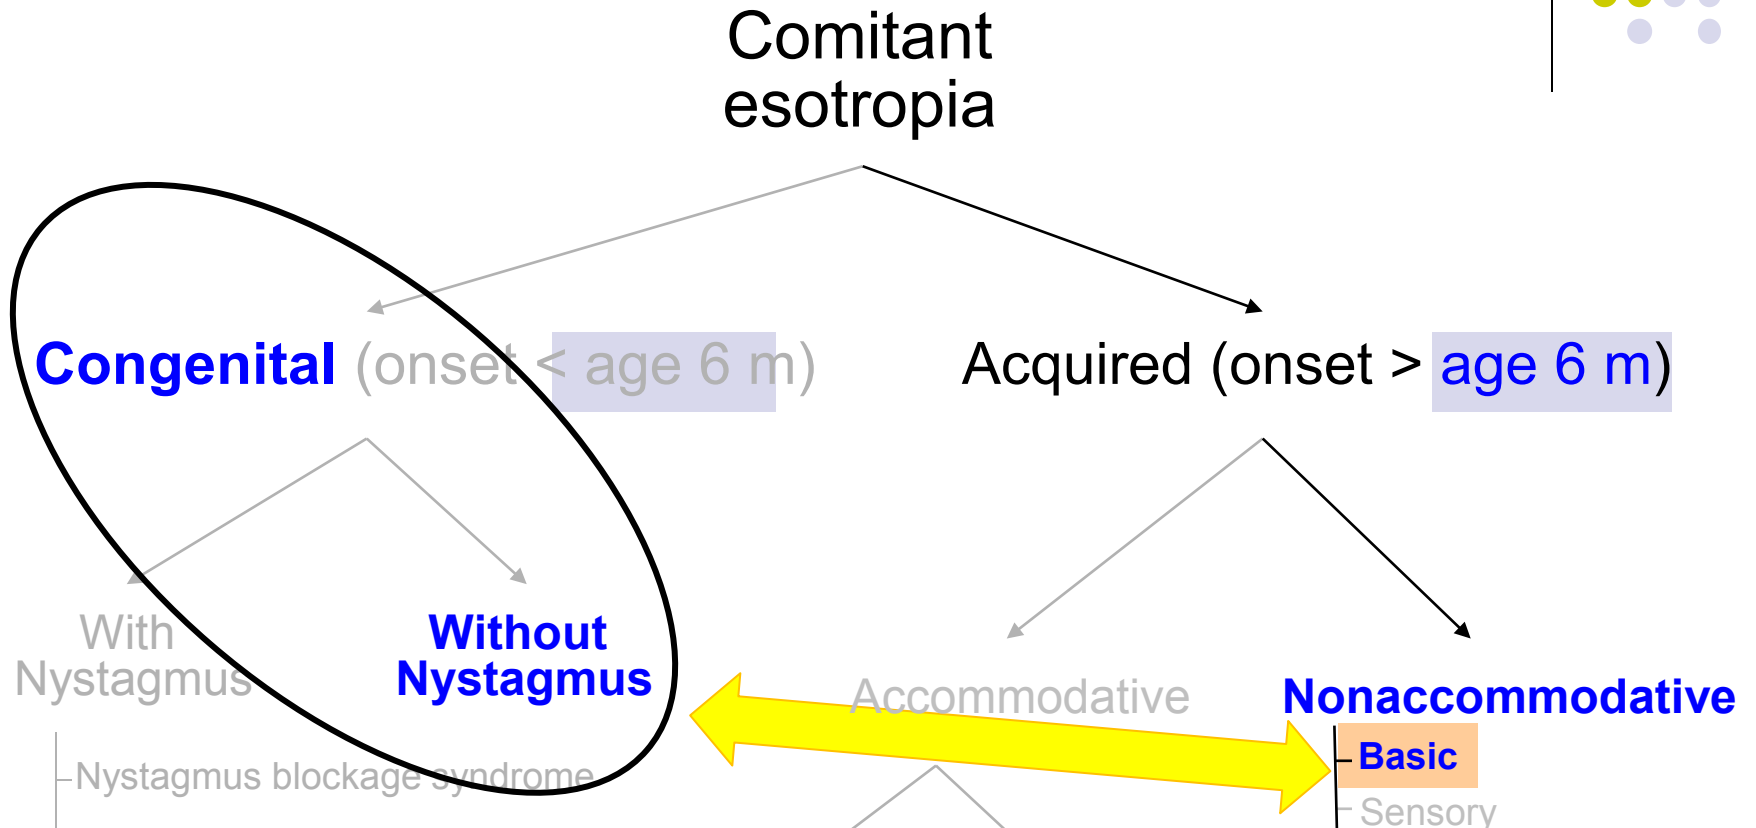 Comitant
esotropia
Congenital (onset < age 6 m)
Acquired (onset > age 6 m)
With
Nystagmus
Without
Nystagmus
Accommodative
Nonaccommodative
Basic
Nystagmus blockage syndrome
Sensory